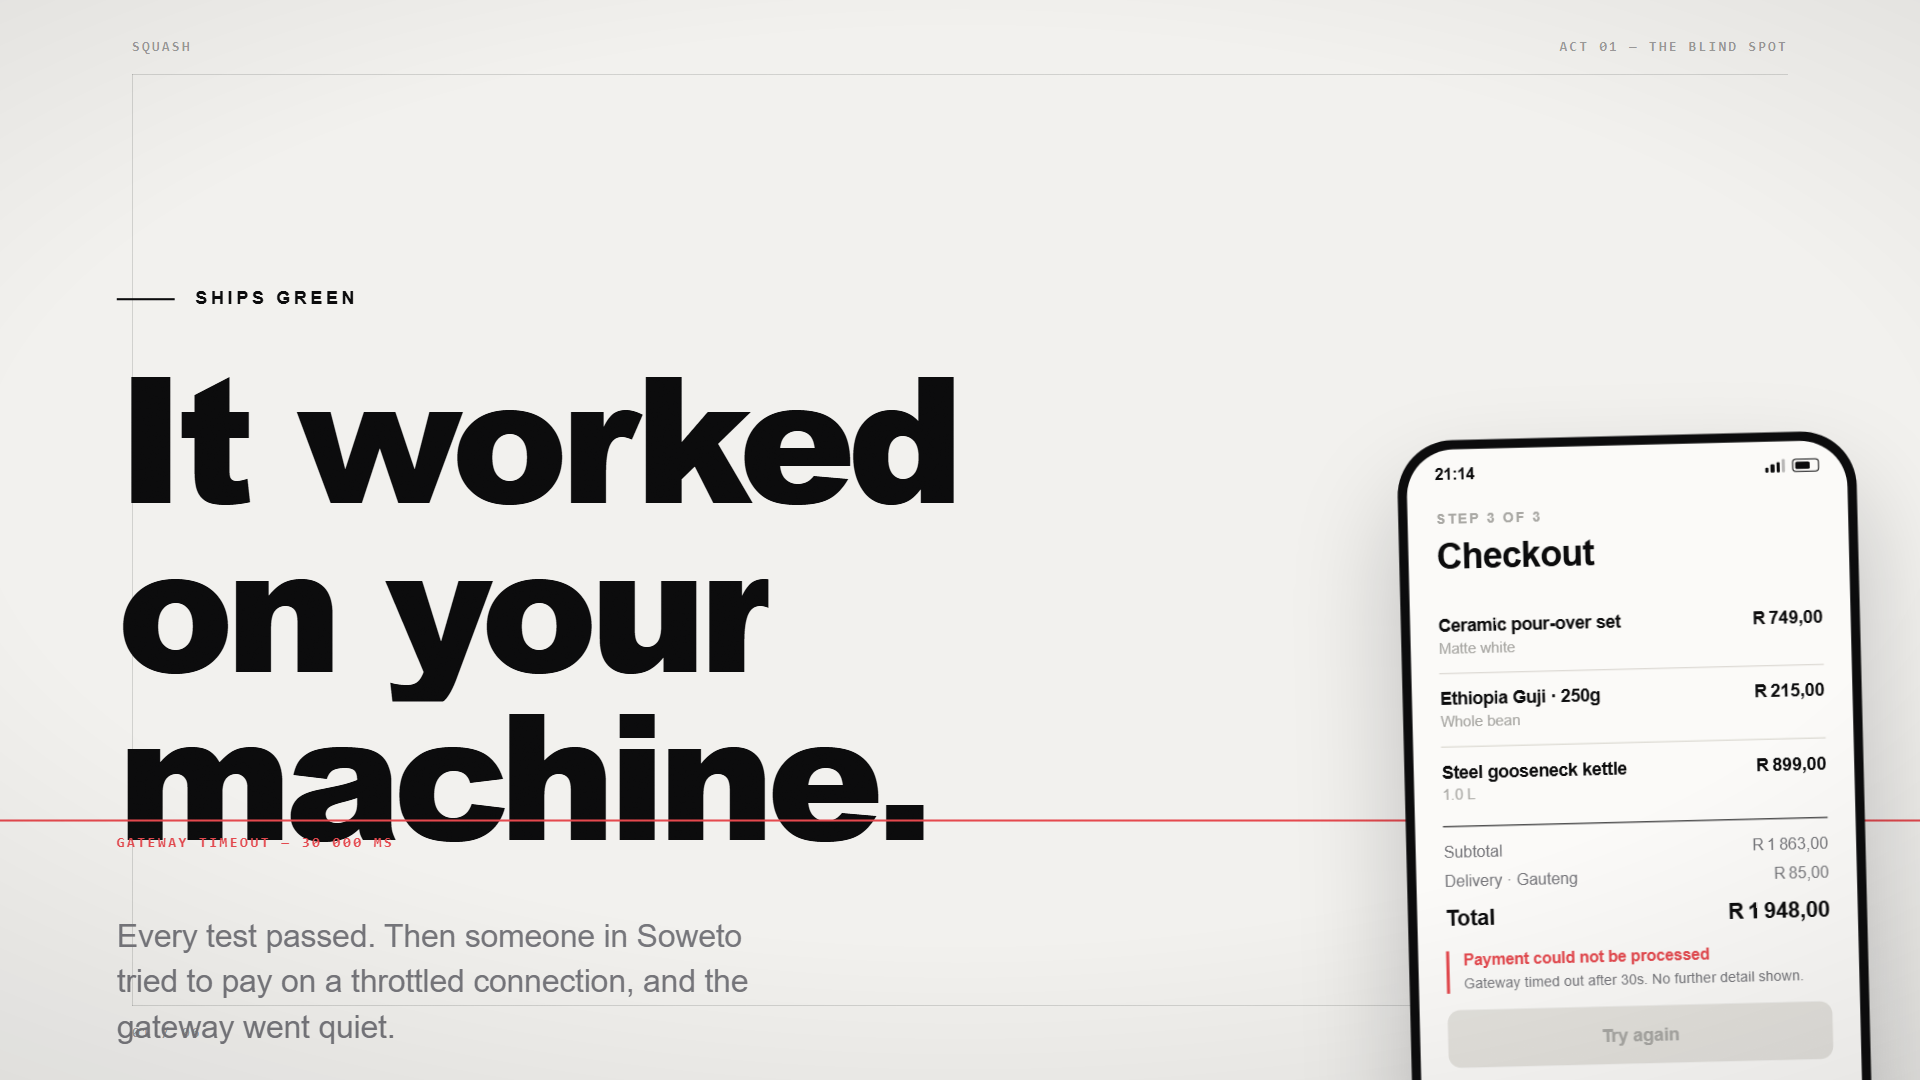 SQUASH
ACT 01 — THE BLIND SPOT
SHIPS GREEN
It worked
on your
machine.
GATEWAY TIMEOUT — 30 000 MS
Every test passed. Then someone in Soweto
tried to pay on a throttled connection, and the
gateway went quiet.
21:14
STEP 3 OF 3
Checkout
Ceramic pour-over set R 749,00
Matte white
Ethiopia Guji · 250g R 215,00
Whole bean
Steel gooseneck kettle R 899,00
1.0 L
Subtotal R 1 863,00
Delivery · Gauteng R 85,00
Total R 1 948,00
Payment could not be processed
Gateway timed out after 30s. No further detail shown.
Try again